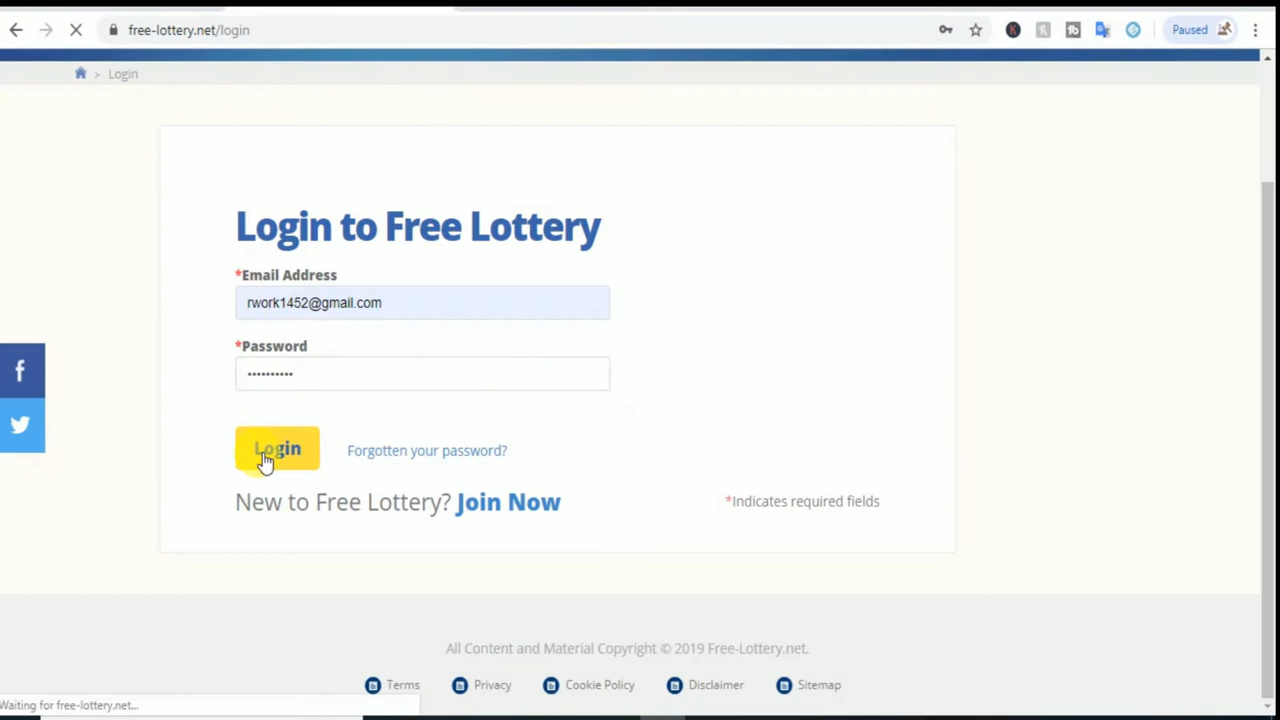 free-lottery.net/login
Paused
> Login
Login to Free Lottery
*Email Address
rwork1452@gmail.com
*Password
••••••••••
Login
Forgotten your password?
New to Free Lottery? Join Now
*Indicates required fields
All Content and Material Copyright © 2019 Free-Lottery.net.
Terms
Privacy
Cookie Policy
Disclaimer
Sitemap
Waiting for free-lottery.net...